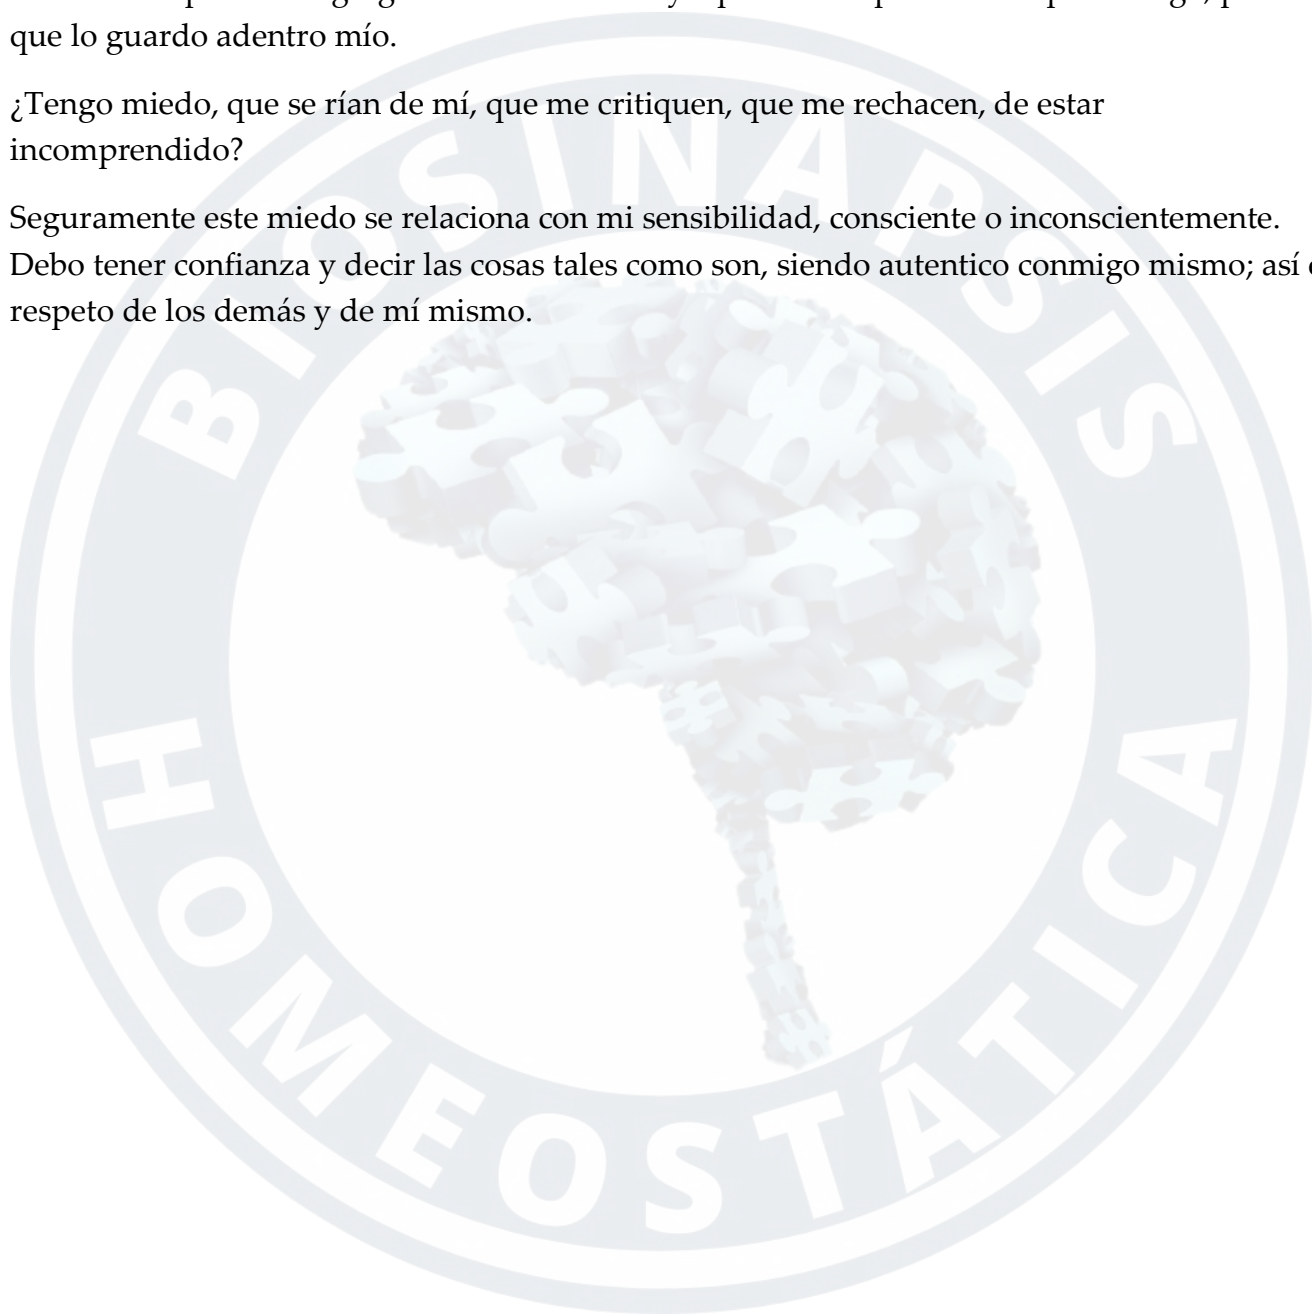 que lo guardo adentro mío.
¿Tengo miedo, que se rían de mí, que me critiquen, que me rechacen, de estar
incomprendido?
Seguramente este miedo se relaciona con mi sensibilidad, consciente o inconscientemente.
Debo tener confianza y decir las cosas tales como son, siendo autentico conmigo mismo; así
respeto de los demás y de mí mismo.
BIOSINAPSIS
HOMEOSTÁTICA